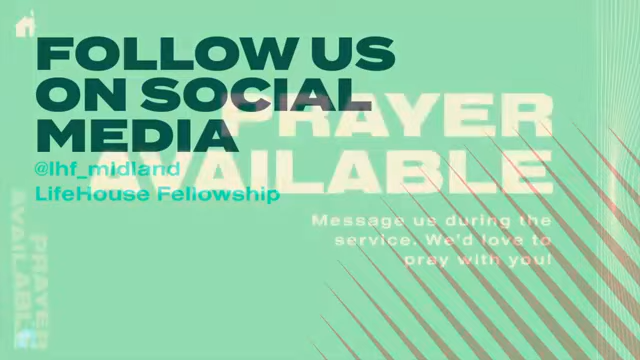 FOLLOW US
ON SOCIAL
MEDIA
@lhf_midland
LifeHouse Fellowship
PRAYER
AVAILABLE
Message us during the
service. We'd love to
pray with you!
PRAYER
AVAILABLE